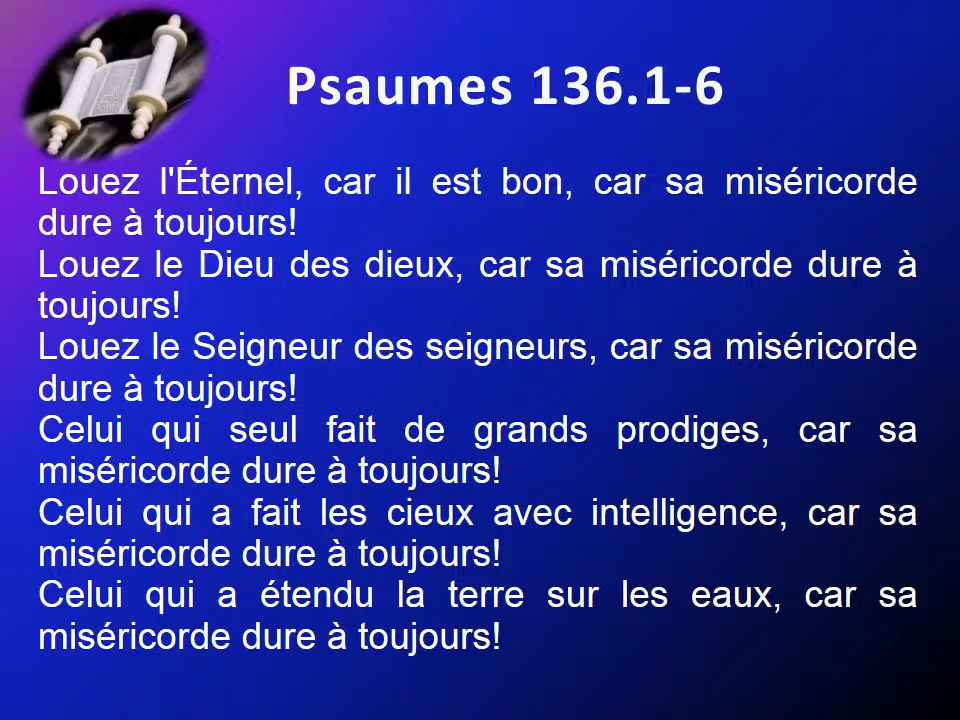 Psaumes 136.1-6
Louez l'Éternel, car il est bon, car sa miséricorde
dure à toujours!
Louez le Dieu des dieux, car sa miséricorde dure à
toujours!
Louez le Seigneur des seigneurs, car sa miséricorde
dure à toujours!
Celui qui seul fait de grands prodiges, car sa
miséricorde dure à toujours!
Celui qui a fait les cieux avec intelligence, car sa
miséricorde dure à toujours!
Celui qui a étendu la terre sur les eaux, car sa
miséricorde dure à toujours!